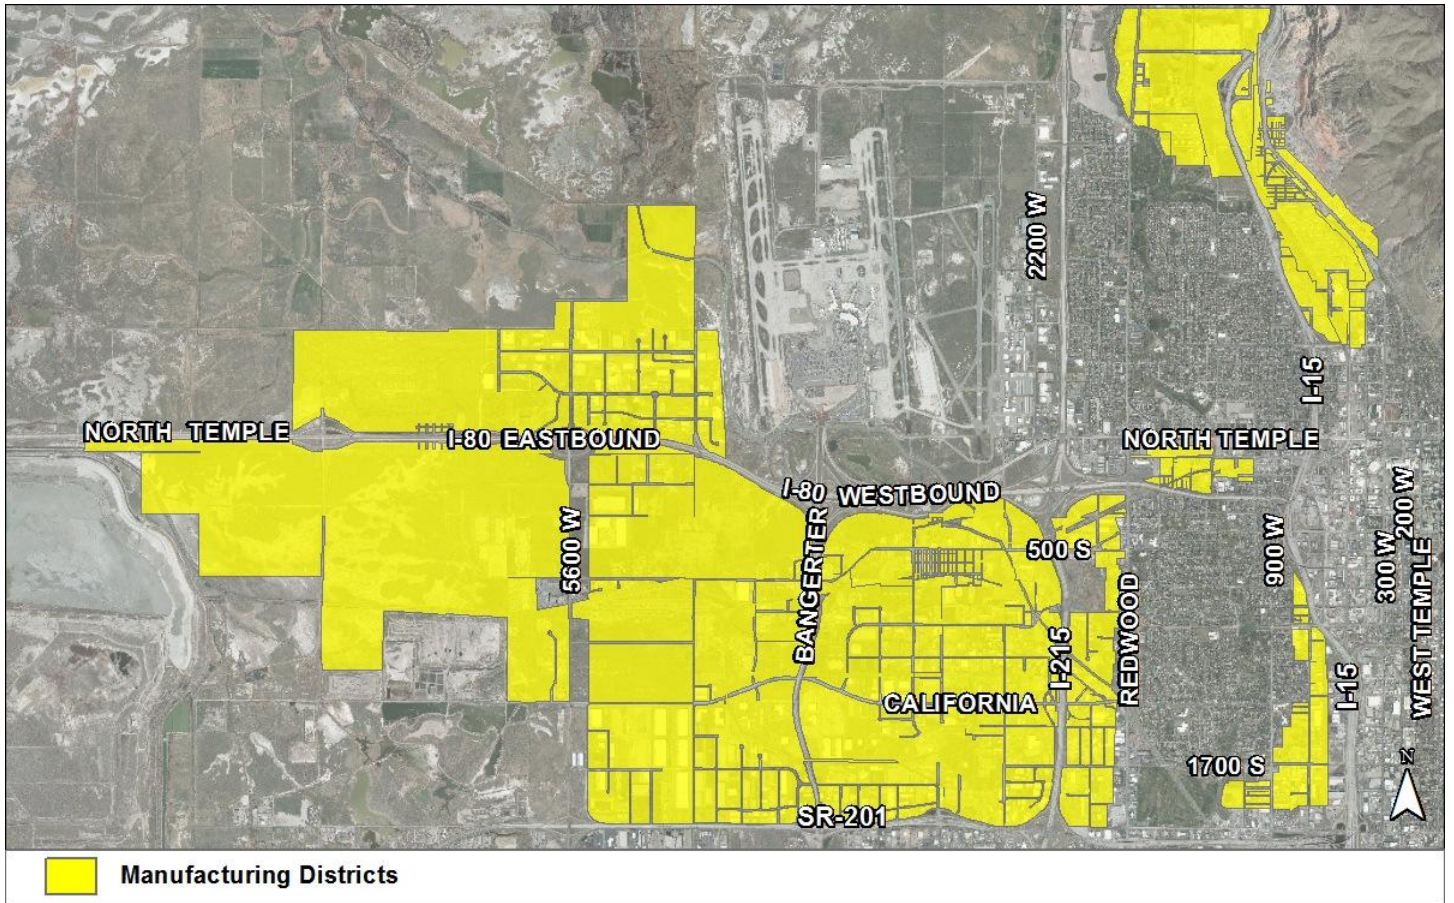 2200 W
I-15
NORTH TEMPLE
I-80 EASTBOUND
NORTH TEMPLE
I-80 WESTBOUND
5600 W
BANGERTER
500 S
900 W
300 W
200 W
WEST TEMPLE
REDWOOD
I-215
CALIFORNIA
I-15
1700 S
SR-201
N
Manufacturing Districts